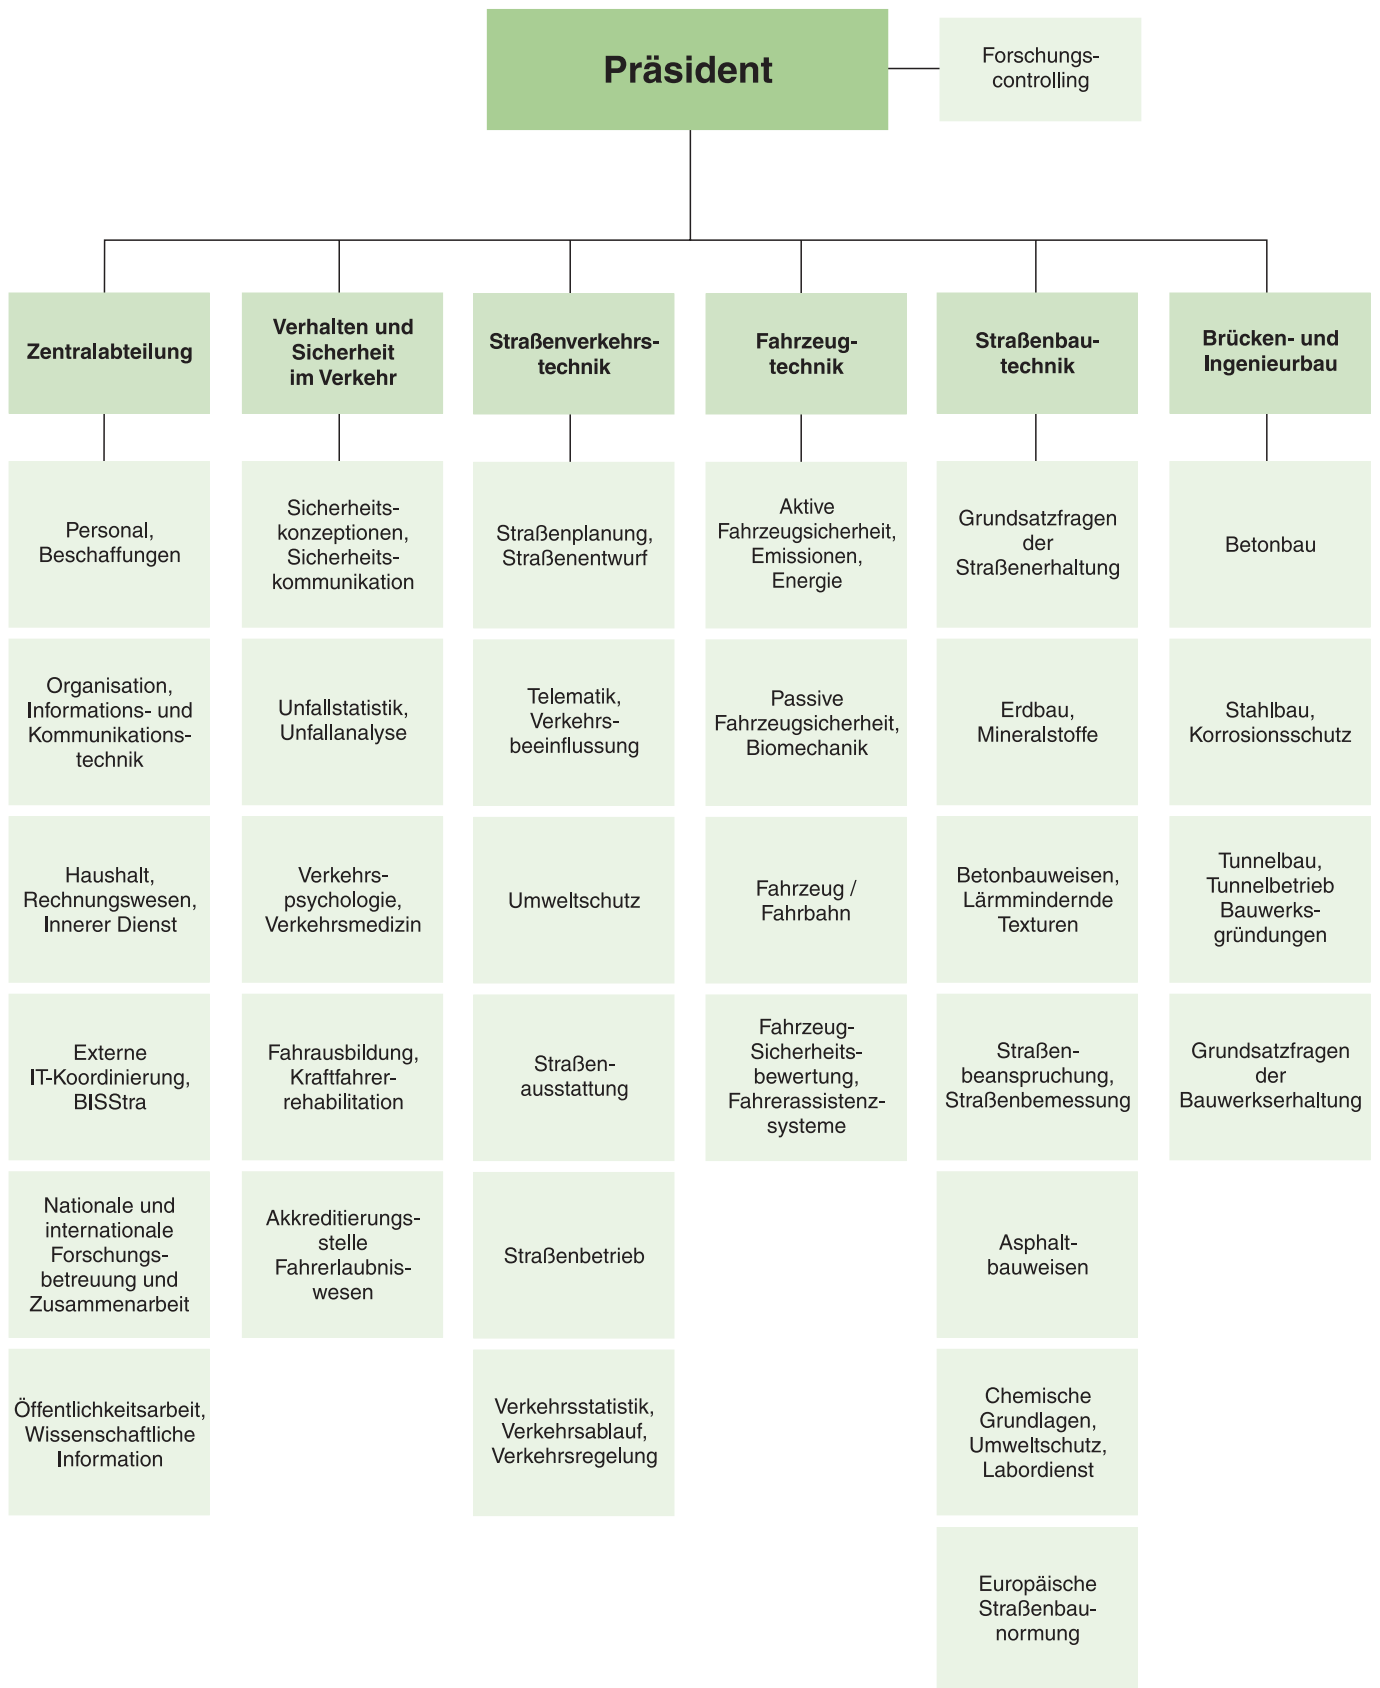 Präsident
Forschungs-
controlling
Zentralabteilung
Verhalten und
Sicherheit
im Verkehr
Straßenverkehrs-
technik
Fahrzeug-
technik
Straßenbau-
technik
Brücken- und
Ingenieurbau
Personal,
Beschaffungen
Organisation,
Informations- und
Kommunikations-
technik
Haushalt,
Rechnungswesen,
Innerer Dienst
Externe
IT-Koordinierung,
BISStra
Nationale und
internationale
Forschungs-
betreuung und
Zusammenarbeit
Öffentlichkeitsarbeit,
Wissenschaftliche
Information
Sicherheits-
konzeptionen,
Sicherheits-
kommunikation
Unfallstatistik,
Unfallanalyse
Verkehrs-
psychologie,
Verkehrsmedizin
Fahrausbildung,
Kraftfahrer-
rehabilitation
Akkreditierungs-
stelle
Fahrerlaubnis-
wesen
Straßenplanung,
Straßenentwurf
Telematik,
Verkehrs-
beeinflussung
Umweltschutz
Straßen-
ausstattung
Straßenbetrieb
Verkehrsstatistik,
Verkehrsablauf,
Verkehrsregelung
Aktive
Fahrzeugsicherheit,
Emissionen,
Energie
Passive
Fahrzeugsicherheit,
Biomechanik
Fahrzeug /
Fahrbahn
Fahrzeug-
Sicherheits-
bewertung,
Fahrerassistenz-
systeme
Grundsatzfragen
der
Straßenerhaltung
Erdbau,
Mineralstoffe
Betonbauweisen,
Lärmmindernde
Texturen
Straßen-
beanspruchung,
Straßenbemessung
Asphalt-
bauweisen
Chemische
Grundlagen,
Umweltschutz,
Labordienst
Europäische
Straßenbau-
normung
Betonbau
Stahlbau,
Korrosionsschutz
Tunnelbau,
Tunnelbetrieb
Bauwerks-
gründungen
Grundsatzfragen
der
Bauwerkserhaltung